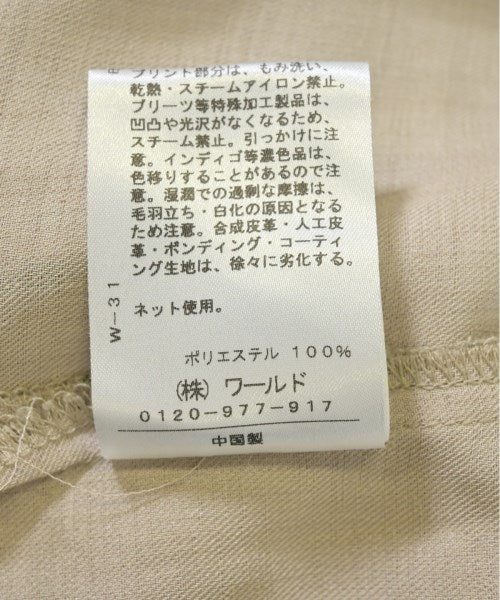 プリント部分は、もみ洗い、
乾熱・スチームアイロン禁止。
プリーツ等特殊加工製品は、
凹凸や光沢がなくなるため、
スチーム禁止。引っかけに注
意。インディゴ等濃色品は、
色移りすることがあるので注
意。湿潤での過剰な摩擦は、
毛羽立ち・白化の原因となる
ため注意。合成皮革・人工皮
革・ボンディング・コーティ
ング生地は、徐々に劣化する。
ネット使用。
W-31
ポリエステル 100%
(株) ワールド
0120-977-917
中国製